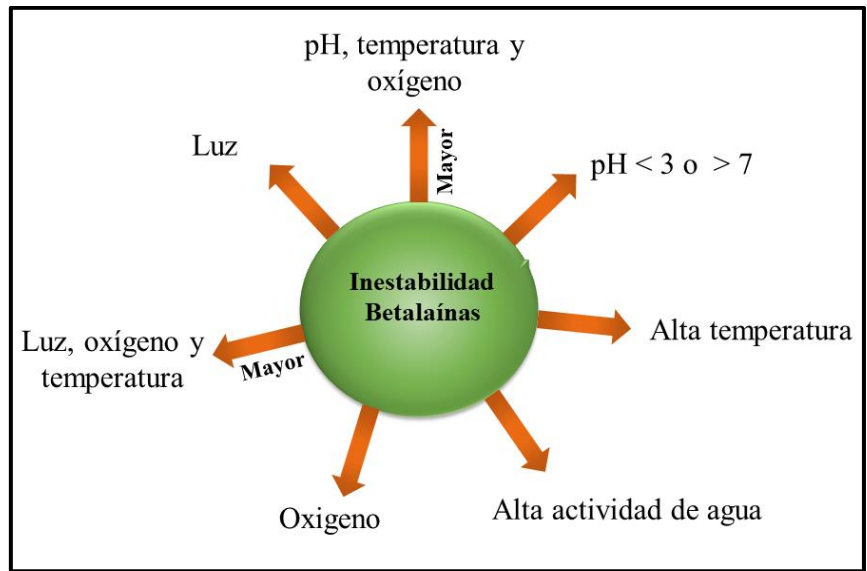 pH, temperatura y
oxígeno
Luz
Mayor
pH < 3 o > 7
Inestabilidad
Betalaínas
Luz, oxígeno y
temperatura
Mayor
Alta temperatura
Oxigeno
Alta actividad de agua